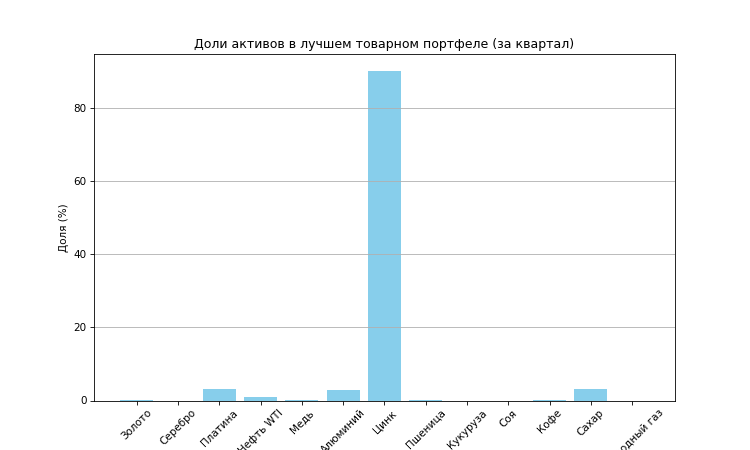 Доли активов в лучшем товарном портфеле (за квартал)
Доля (%)
80
60
40
20
0
Золото
Серебро
Платина
Нефть WTI
Медь
Алюминий
Цинк
Пшеница
Кукуруза
Соя
Кофе
Сахар
газ